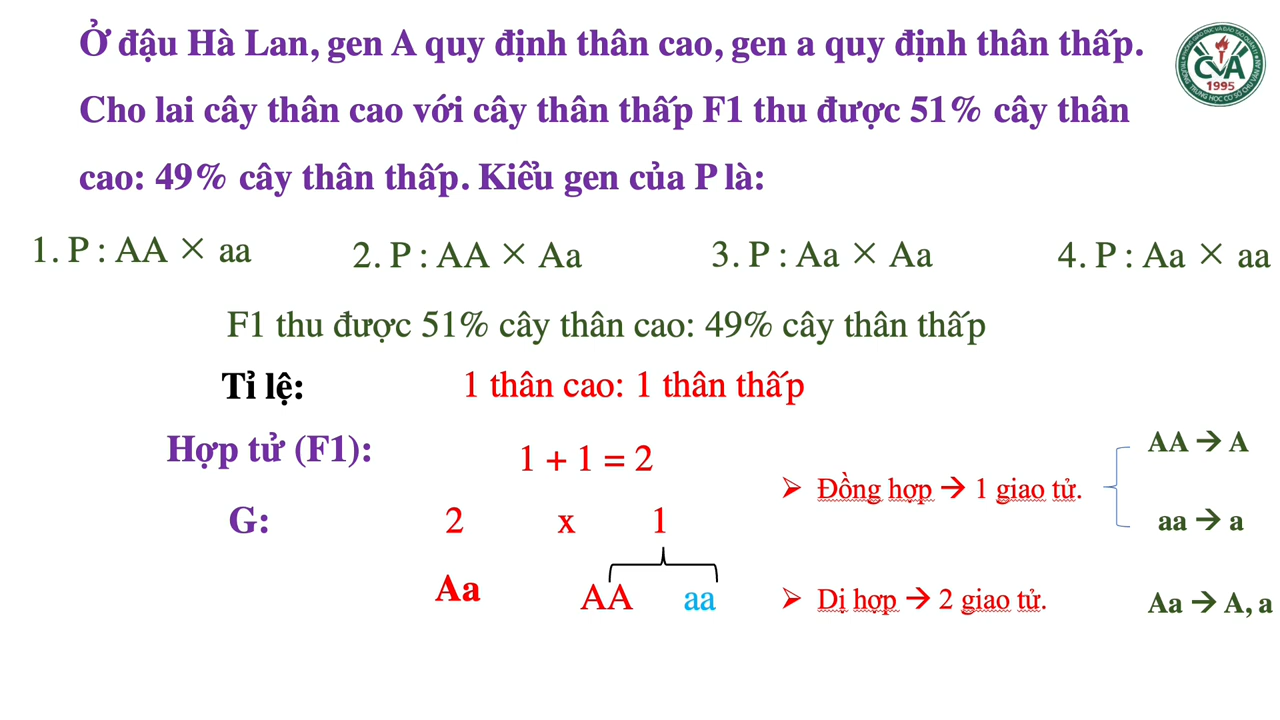 Ở đậu Hà Lan, gen A quy định thân cao, gen a quy định thân thấp.
Cho lai cây thân cao với cây thân thấp F1 thu được 51% cây thân
cao: 49% cây thân thấp. Kiểu gen của P là:
1. P : AA × aa
2. P : AA × Aa
3. P : Aa × Aa
4. P : Aa × aa
F1 thu được 51% cây thân cao: 49% cây thân thấp
Tỉ lệ: 1 thân cao: 1 thân thấp
Hợp tử (F1): 1 + 1 = 2
G: 2 x 1
Aa AA aa
➢ Đồng hợp → 1 giao tử.
AA → A
aa → a
➢ Dị hợp → 2 giao tử.
Aa → A, a
CVA
1995